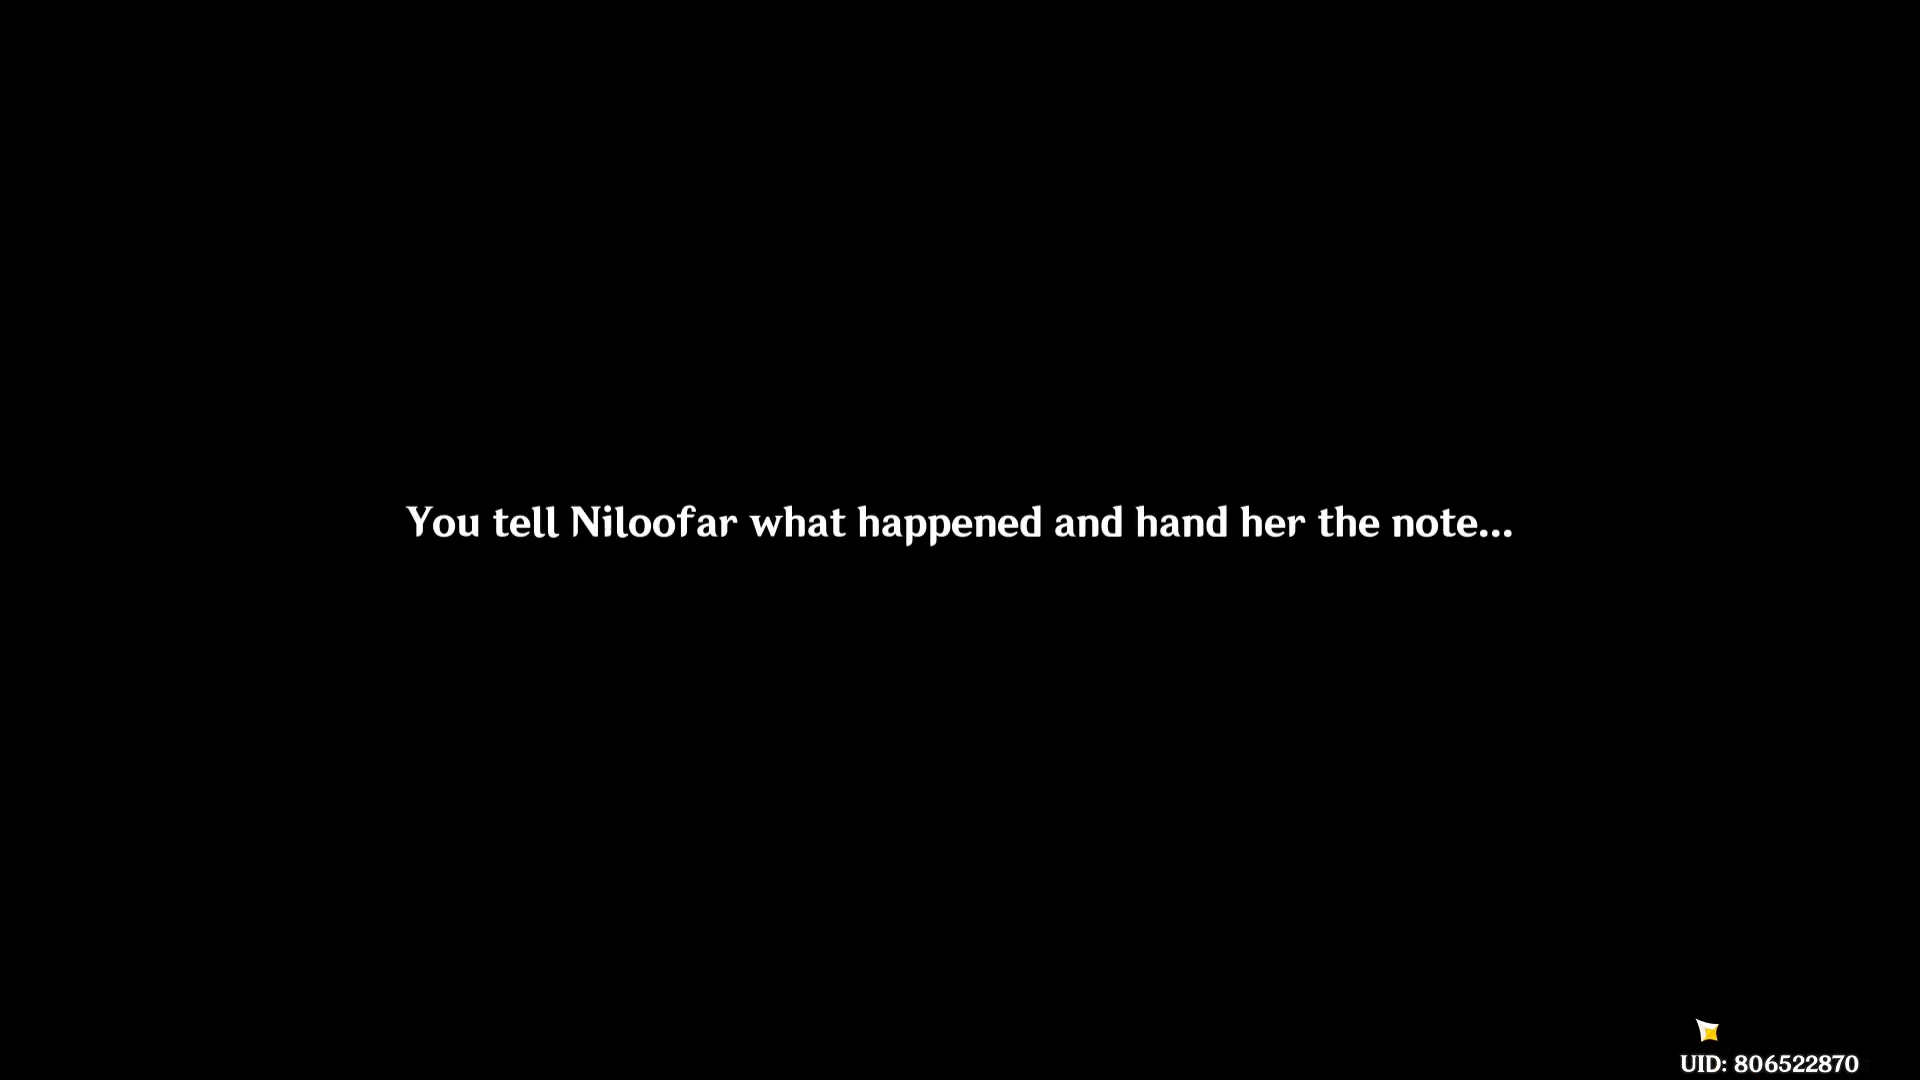 You tell Niloofar what happened and hand her the note...
UID: 806522870